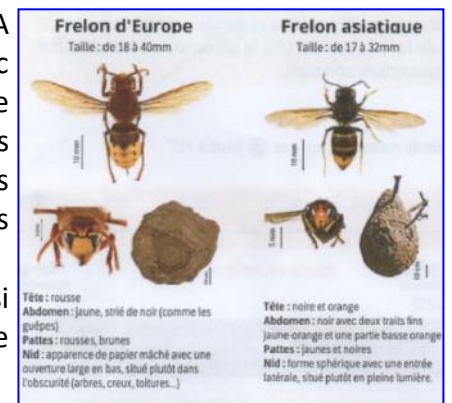 A
c
e
s
s
s
si
e
Frelon d'Europe
Taille : de 18 à 40mm
10 mm
Tête : rousse
Abdomen : jaune, strié de noir (comme les
guêpes)
Pattes : rousses, brunes
Nid : apparence de papier mâché avec une
ouverture large en bas, situé plutôt dans
l'obscurité (arbres, creux, toitures...)
Frelon asiatique
Taille : de 17 à 32mm
10 mm
5 mm
10 cm
Tête : noire et orange
Abdomen : noir avec deux traits fins
jaune-orange et une partie basse orange
Pattes : jaunes et noires
Nid : forme sphérique avec une entrée
latérale, situé plutôt en pleine lumière.